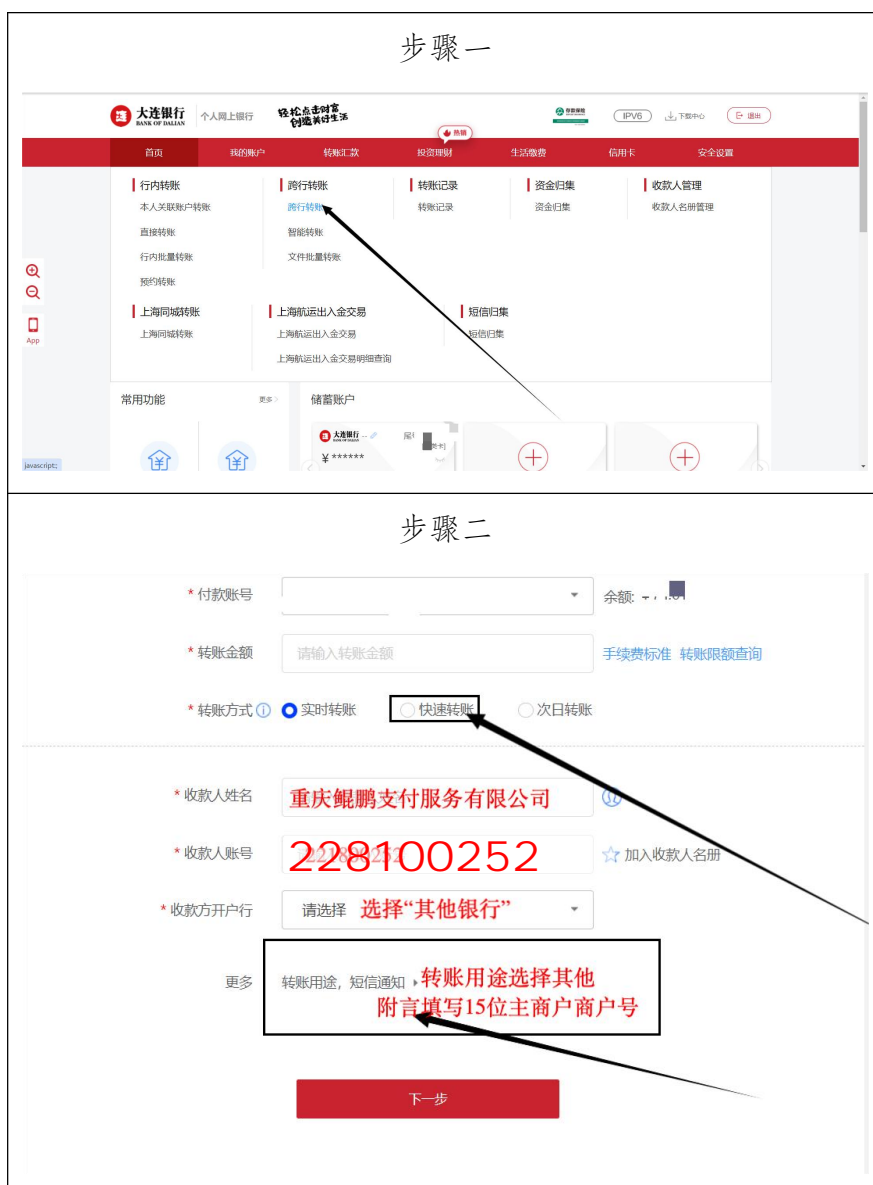 步骤一
大连银行 个人网上银行 轻松点击财富
BANK OF DALIAN 创造美好生活
存款保险
IPV6 下载中心 退出
热销
首页 我的账户 转账汇款 投资理财 生活缴费 信用卡 安全设置
行内转账 跨行转账 转账记录 资金归集 收款人管理
本人关联账户转账 跨行转账 转账记录 资金归集 收款人名册管理
直接转账 智能转账
行内批量转账 文件批量转账
预约转账
上海同城转账 上海航运出入金交易 短信归集
上海同城转账 上海航运出入金交易 短信归集
App
上海航运出入金交易明细查询
常用功能 更多 储蓄账户
大连银行
BANK OF DALIAN
¥ ******
javascript:;
步骤二
* 付款账号 余额:
* 转账金额 请输入转账金额 手续费标准 转账限额查询
* 转账方式 实时转账 快速转账 次日转账
* 收款人姓名 重庆鲲鹏支付服务有限公司
* 收款人账号 228100252 加入收款人名册
* 收款方开户行 请选择 选择“其他银行”
更多 转账用途, 短信通知 转账用途选择其他
附言填写15位主商户商户号
下一步